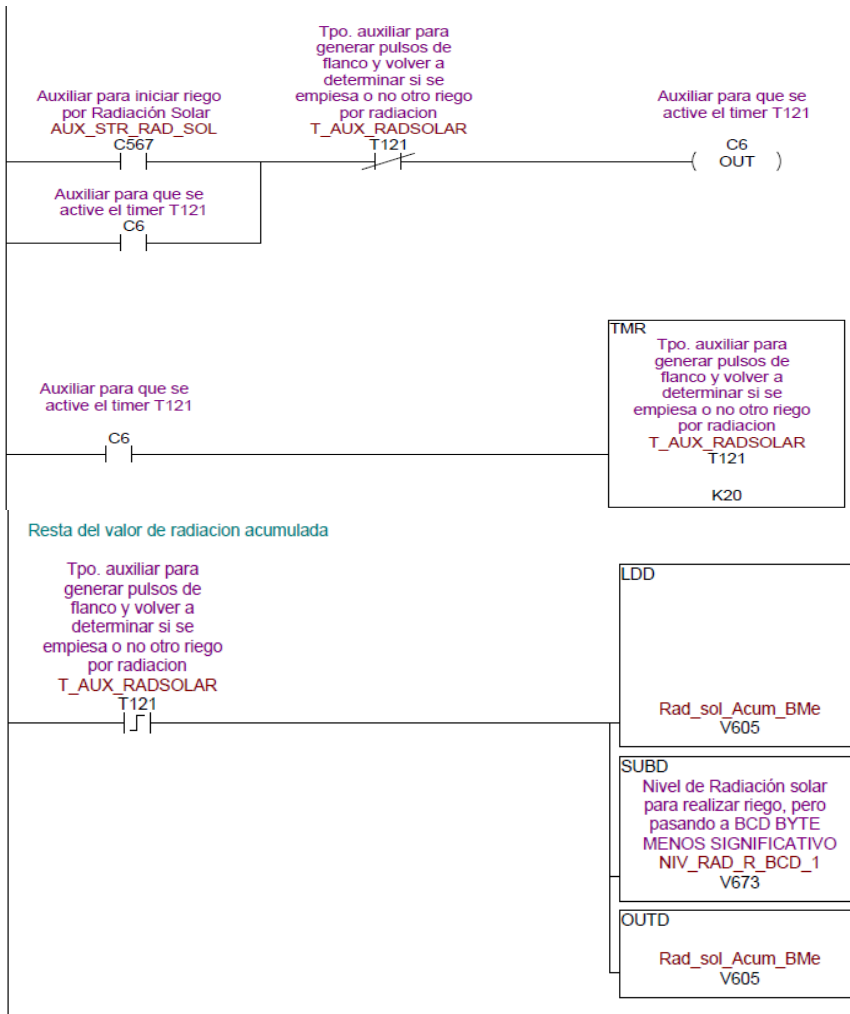 Tpo. auxiliar para
generar pulsos de
flanco y volver a
determinar si se
empiesa o no otro riego
por radiacion
T_AUX_RADSOLAR
T121
Auxiliar para iniciar riego
por Radiación Solar
AUX_STR_RAD_SOL
C567
Auxiliar para que se
active el timer T121
C6
OUT
Auxiliar para que se
active el timer T121
C6
TMR
Tpo. auxiliar para
generar pulsos de
flanco y volver a
determinar si se
empiesa o no otro riego
por radiacion
T_AUX_RADSOLAR
T121
K20
Auxiliar para que se
active el timer T121
C6
Resta del valor de radiacion acumulada
Tpo. auxiliar para
generar pulsos de
flanco y volver a
determinar si se
empiesa o no otro riego
por radiacion
T_AUX_RADSOLAR
T121
LDD
Rad_sol_Acum_BMe
V605
SUBD
Nivel de Radiación solar
para realizar riego, pero
pasando a BCD BYTE
MENOS SIGNIFICATIVO
NIV_RAD_R_BCD_1
V673
OUTD
Rad_sol_Acum_BMe
V605